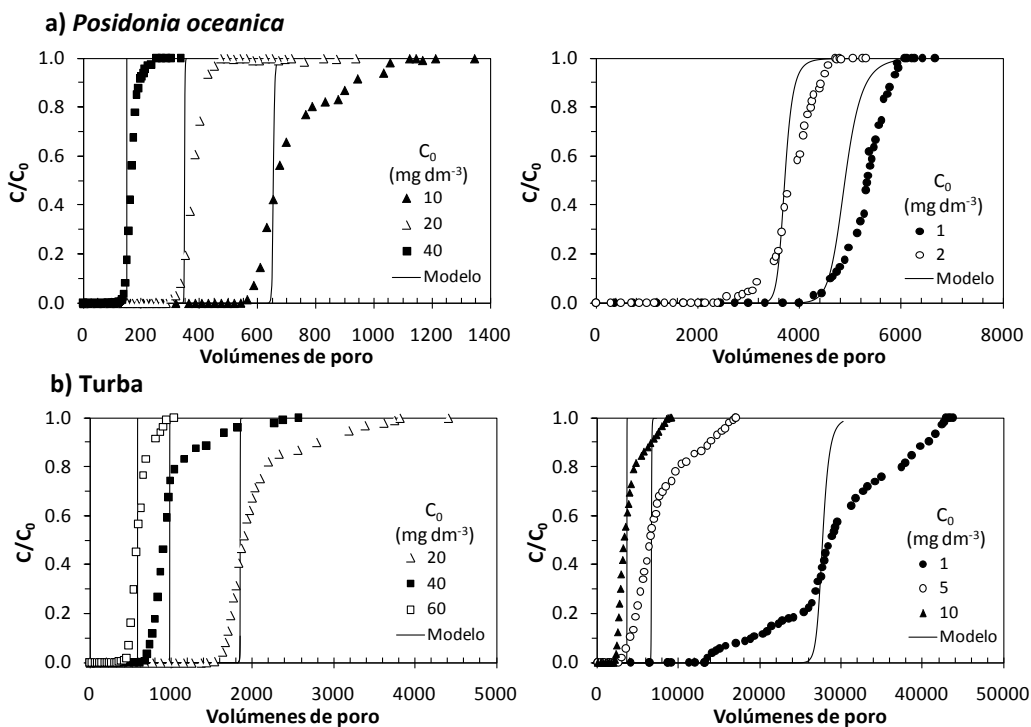 a) Posidonia oceanica
1.0
0.8
0.6
0.4
0.2
0.0
C/C₀
0 200 400 600 800 1000 1200 1400
Volúmenes de poro
C₀
(mg dm⁻³)
10
20
40
Modelo
1.0
0.8
0.6
0.4
0.2
0.0
0 2000 4000 6000 8000
Volúmenes de poro
C₀
(mg dm⁻³)
1
2
Modelo
b) Turba
1.0
0.8
0.6
0.4
0.2
0.0
C/C₀
0 1000 2000 3000 4000 5000
Volúmenes de poro
C₀
(mg dm⁻³)
20
40
60
Modelo
1.0
0.8
0.6
0.4
0.2
0.0
C/C₀
0 10000 20000 30000 40000 50000
Volúmenes de poro
C₀
(mg dm⁻³)
1
5
10
Modelo